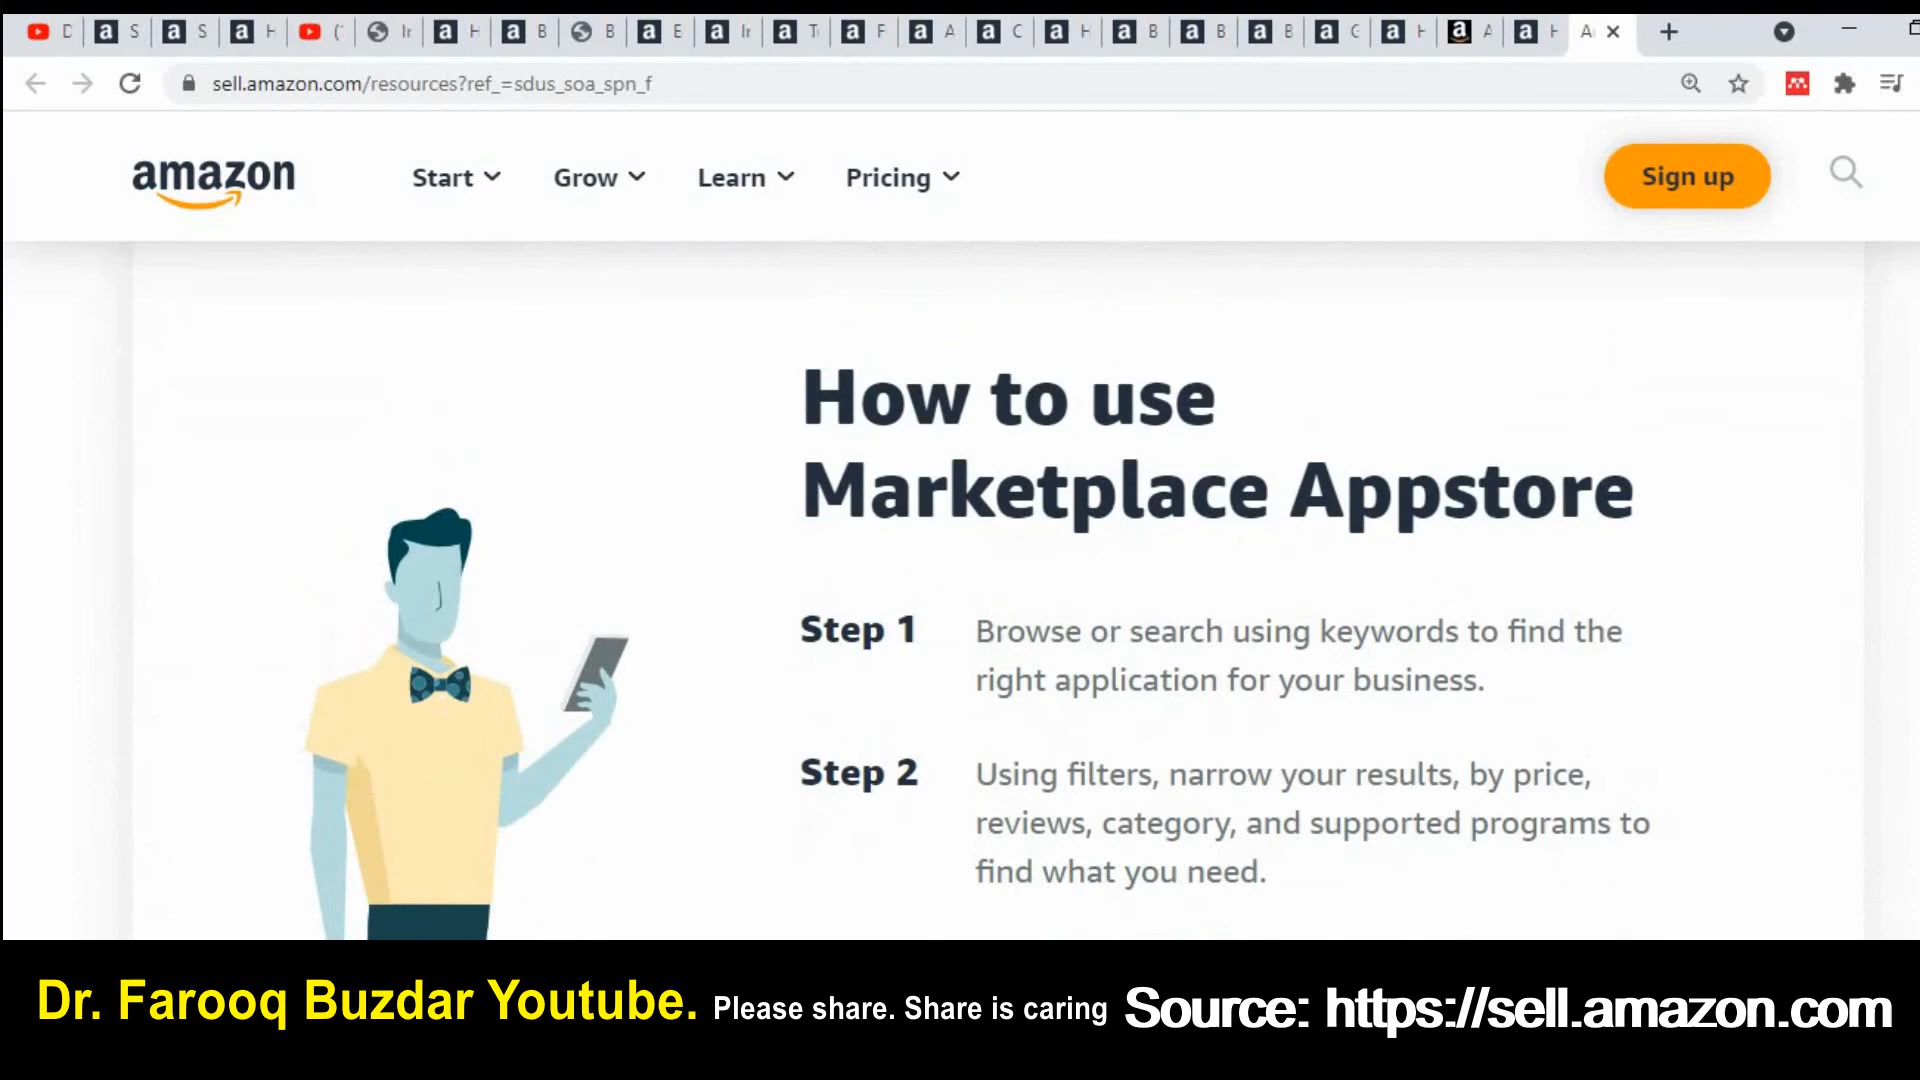 D S S H ( Ir H B B E Ir T F A C H B B B G H A H A
sell.amazon.com/resources?ref_=sdus_soa_spn_f
amazon Start Grow Learn Pricing Sign up
How to use
Marketplace Appstore
Step 1 Browse or search using keywords to find the
right application for your business.
Step 2 Using filters, narrow your results, by price,
reviews, category, and supported programs to
find what you need.
Dr. Farooq Buzdar Youtube. Please share. Share is caring Source: https://sell.amazon.com